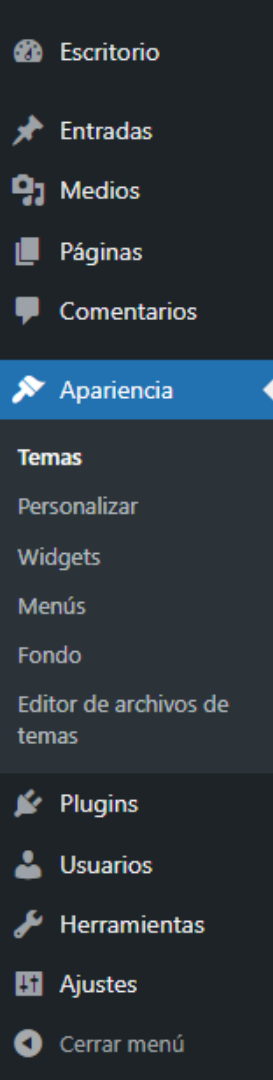 Escritorio
Entradas
Medios
Páginas
Comentarios
Apariencia
Temas
Personalizar
Widgets
Menús
Fondo
Editor de archivos de
temas
Plugins
Usuarios
Herramientas
Ajustes
Cerrar menú